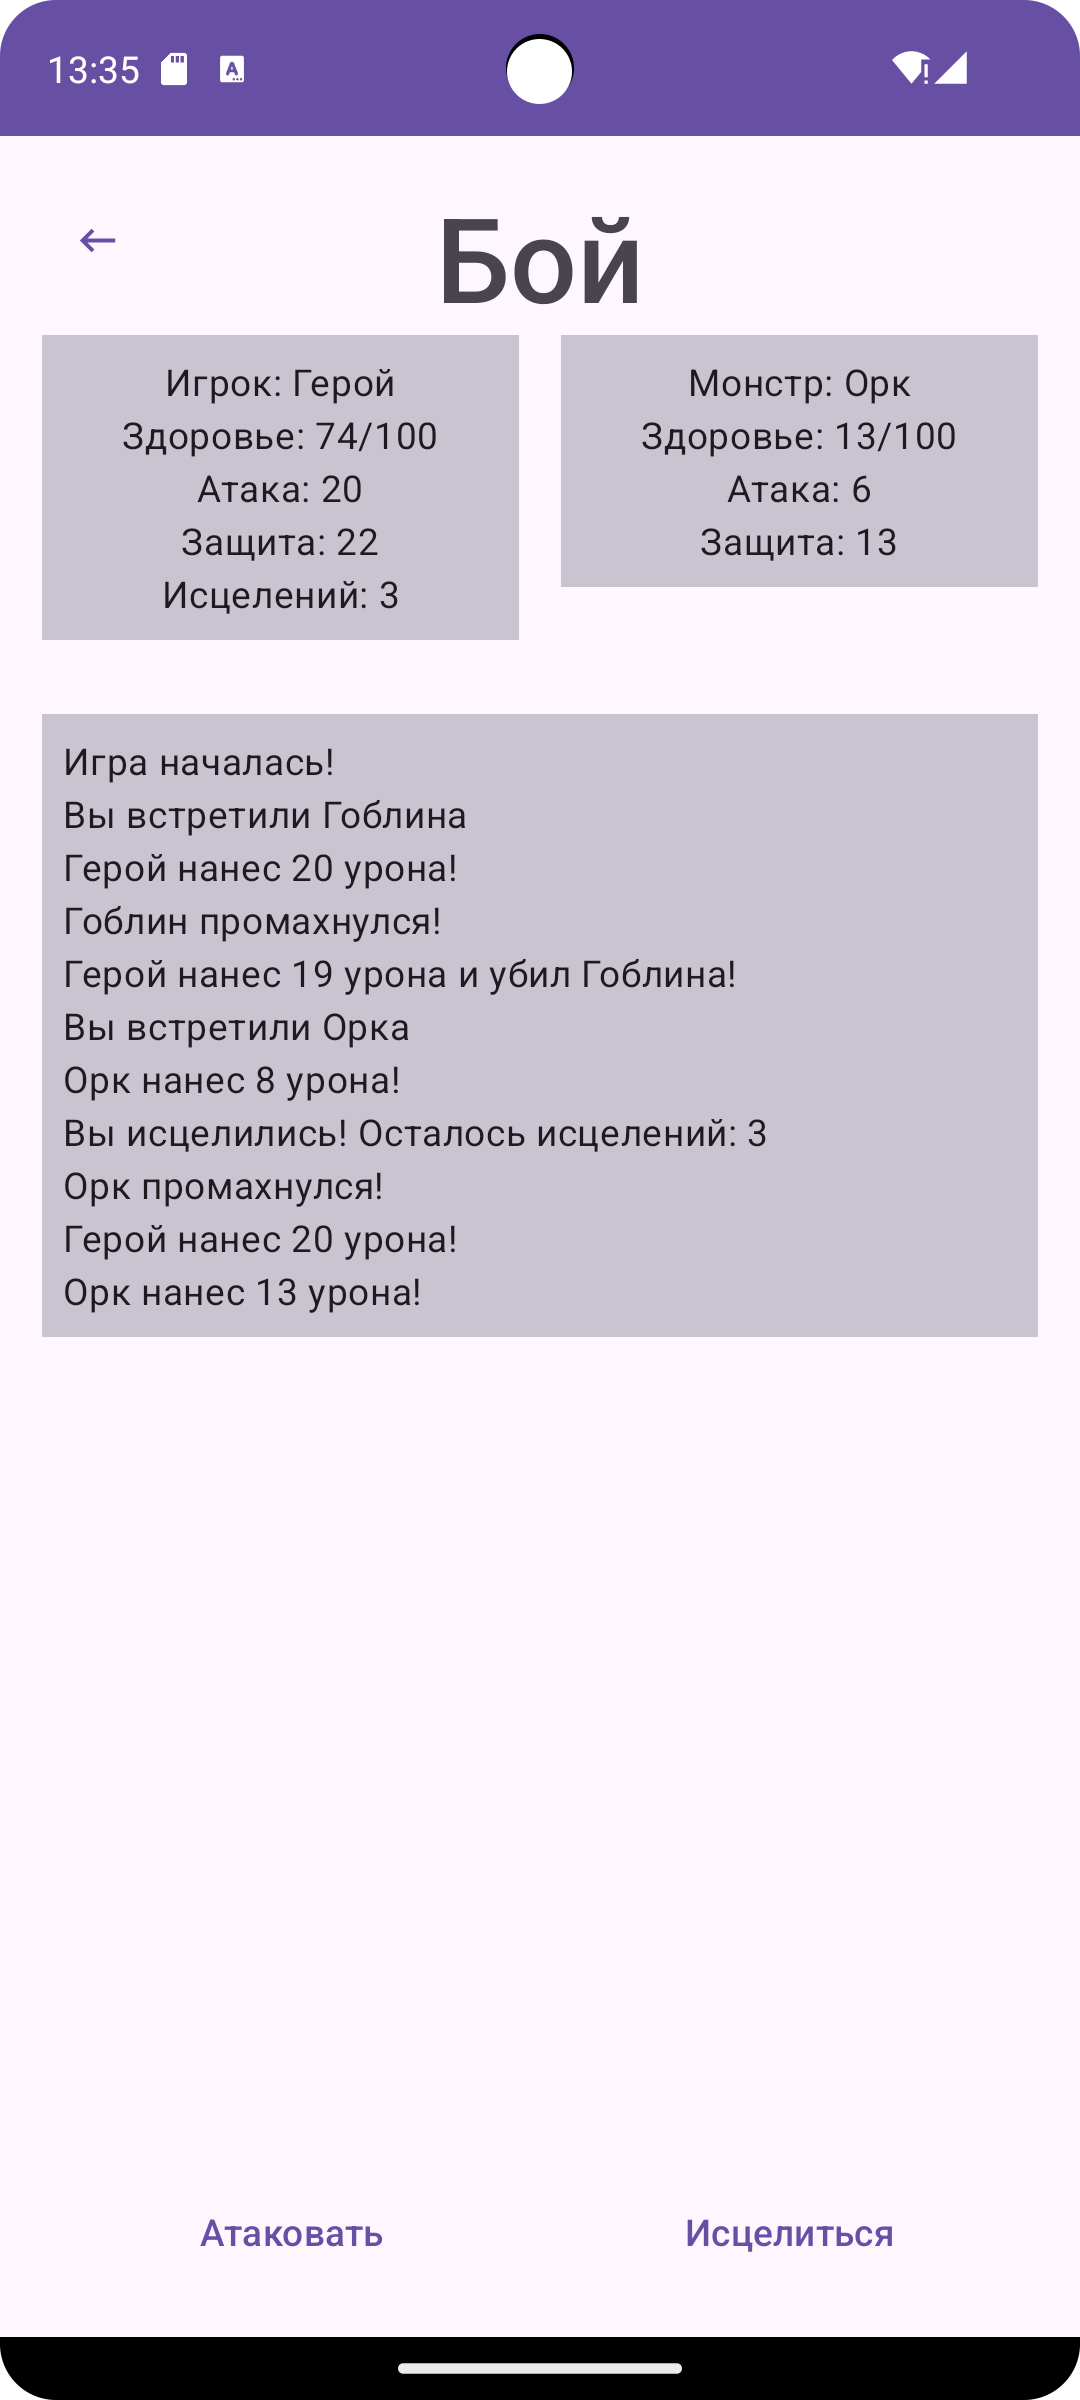 13:35
Бой
Игрок: Герой
Здоровье: 74/100
Атака: 20
Защита: 22
Исцелений: 3
Монстр: Орк
Здоровье: 13/100
Атака: 6
Защита: 13
Игра началась!
Вы встретили Гоблина
Герой нанес 20 урона!
Гоблин промахнулся!
Герой нанес 19 урона и убил Гоблина!
Вы встретили Орка
Орк нанес 8 урона!
Вы исцелились! Осталось исцелений: 3
Орк промахнулся!
Герой нанес 20 урона!
Орк нанес 13 урона!
Атаковать
Исцелиться